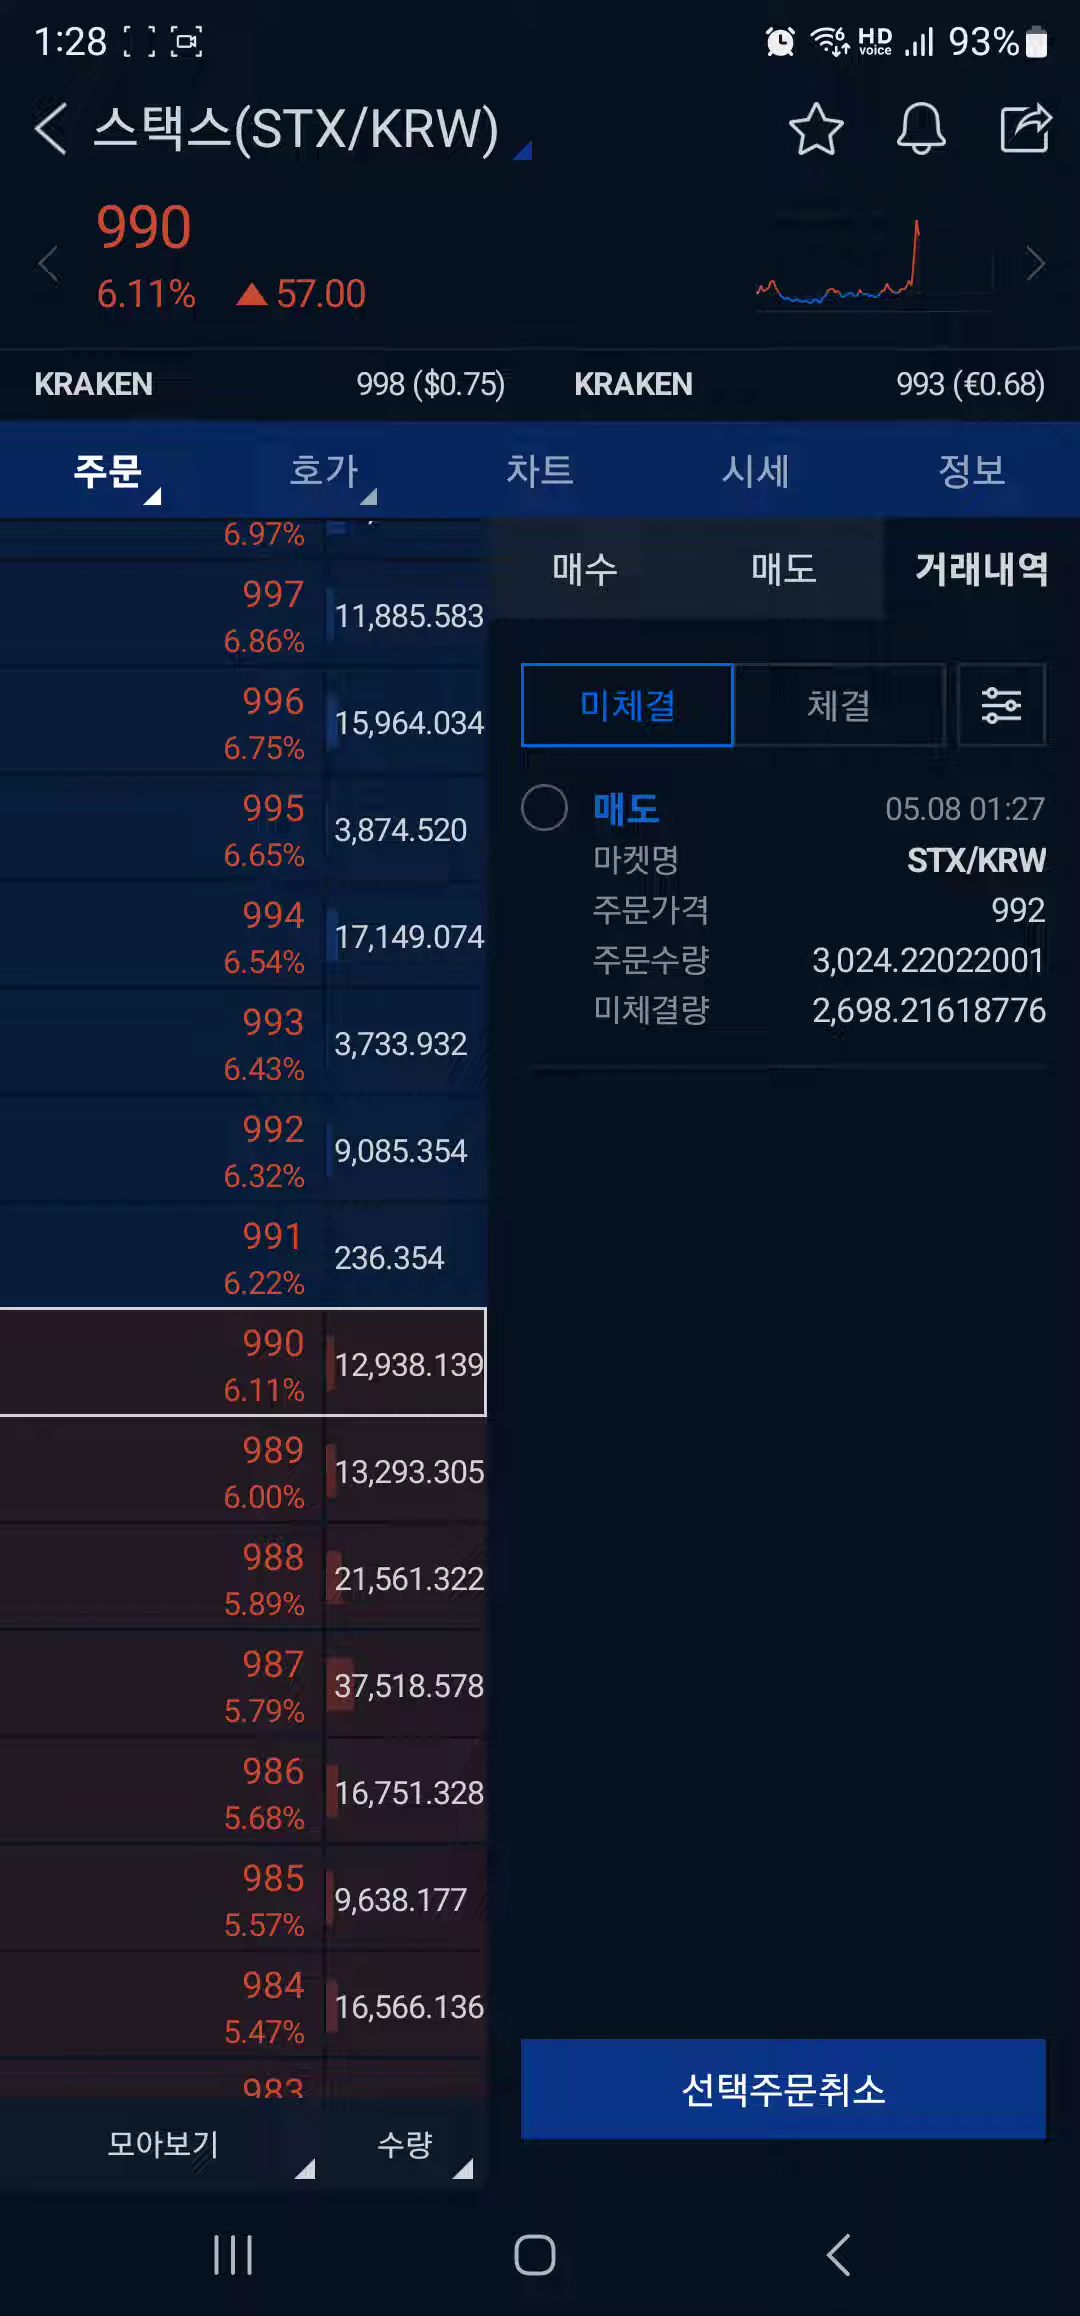 1:28 HD voice 93%
스택스(STX/KRW)
990
6.11% ▲ 57.00
KRAKEN 998 ($0.75) KRAKEN 993 (€0.68)
주문 호가 차트 시세 정보
매수 매도 거래내역
미체결 체결
매도 05.08 01:27
마켓명 STX/KRW
주문가격 992
주문수량 3,024.22022001
미체결량 2,698.21618776
선택주문취소
6.97%
997 11,885.583
6.86%
996 15,964.034
6.75%
995 3,874.520
6.65%
994 17,149.074
6.54%
993 3,733.932
6.43%
992 9,085.354
6.32%
991 236.354
6.22%
990 12,938.139
6.11%
989 13,293.305
6.00%
988 21,561.322
5.89%
987 37,518.578
5.79%
986 16,751.328
5.68%
985 9,638.177
5.57%
984 16,566.136
5.47%
983
모아보기 수량